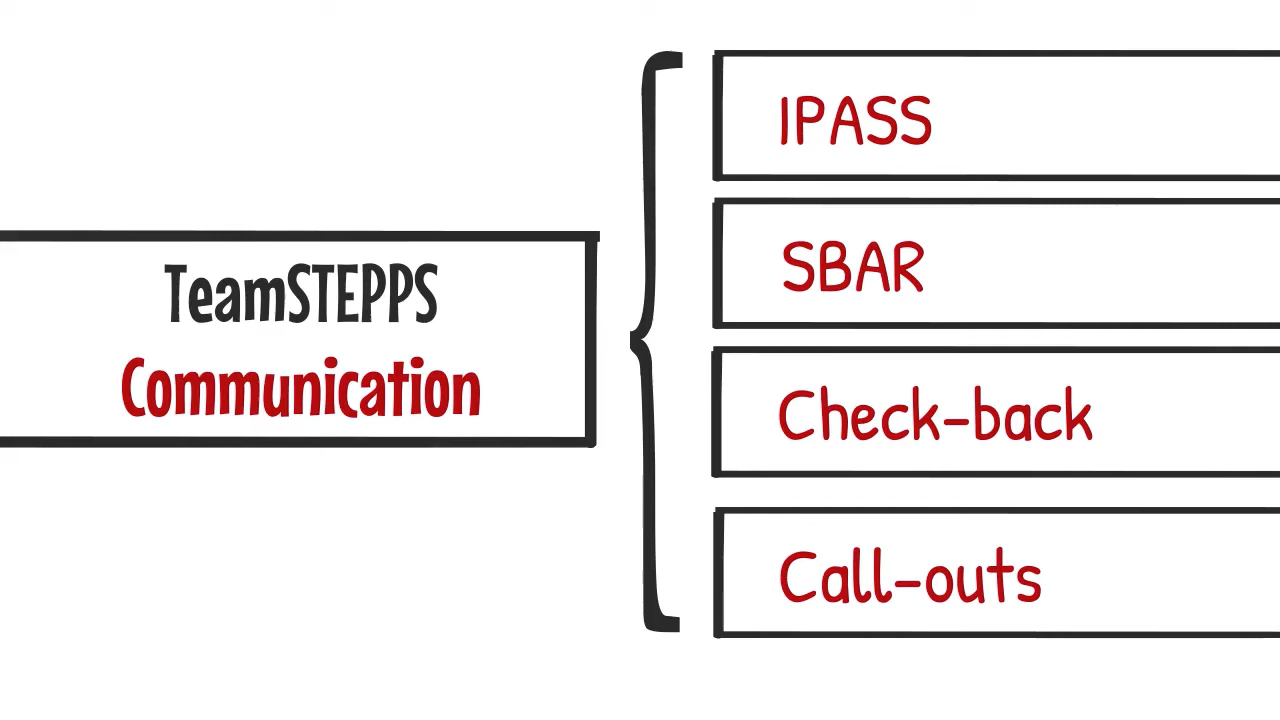 TeamSTEPPS
Communication
IPASS
SBAR
Check-back
Call-outs